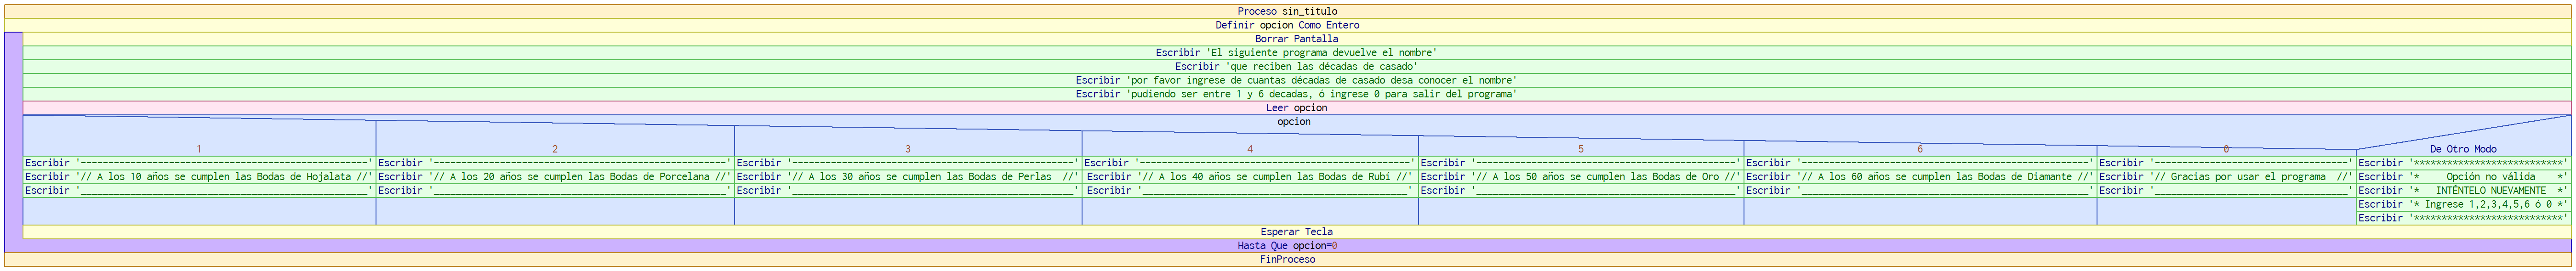 Proceso sin_titulo
Definir opcion Como Entero
Borrar Pantalla
Escribir 'El siguiente programa devuelve el nombre'
Escribir 'que reciben las décadas de casado'
Escribir 'por favor ingrese de cuantas décadas de casado desa conocer el nombre'
Escribir 'pudiendo ser entre 1 y 6 decadas, ó ingrese 0 para salir del programa'
Leer opcion
opcion
1 2 3 4 5 6 0 De Otro Modo
Escribir '-----------------------------------------------' Escribir '------------------------------------------------' Escribir '-----------------------------------------------' Escribir '---------------------------------------------' Escribir '-------------------------------------------' Escribir '-----------------------------------------------' Escribir '-------------------------------' Escribir '***************************'
Escribir '// A los 10 años se cumplen las Bodas de Hojalata //' Escribir '// A los 20 años se cumplen las Bodas de Porcelana //' Escribir '// A los 30 años se cumplen las Bodas de Perlas  //' Escribir '// A los 40 años se cumplen las Bodas de Rubí //' Escribir '// A los 50 años se cumplen las Bodas de Oro //' Escribir '// A los 60 años se cumplen las Bodas de Diamante //' Escribir '// Gracias por usar el programa  //' Escribir '*     Opción no válida    *'
Escribir '_______________________________________________' Escribir '________________________________________________' Escribir '_______________________________________________' Escribir '_____________________________________________' Escribir '___________________________________________' Escribir '_______________________________________________' Escribir '_______________________________' Escribir '*   INTÉNTELO NUEVAMENTE  *'
Escribir '* Ingrese 1,2,3,4,5,6 ó 0 *'
Escribir '***************************'
Esperar Tecla
Hasta Que opcion=0
FinProceso